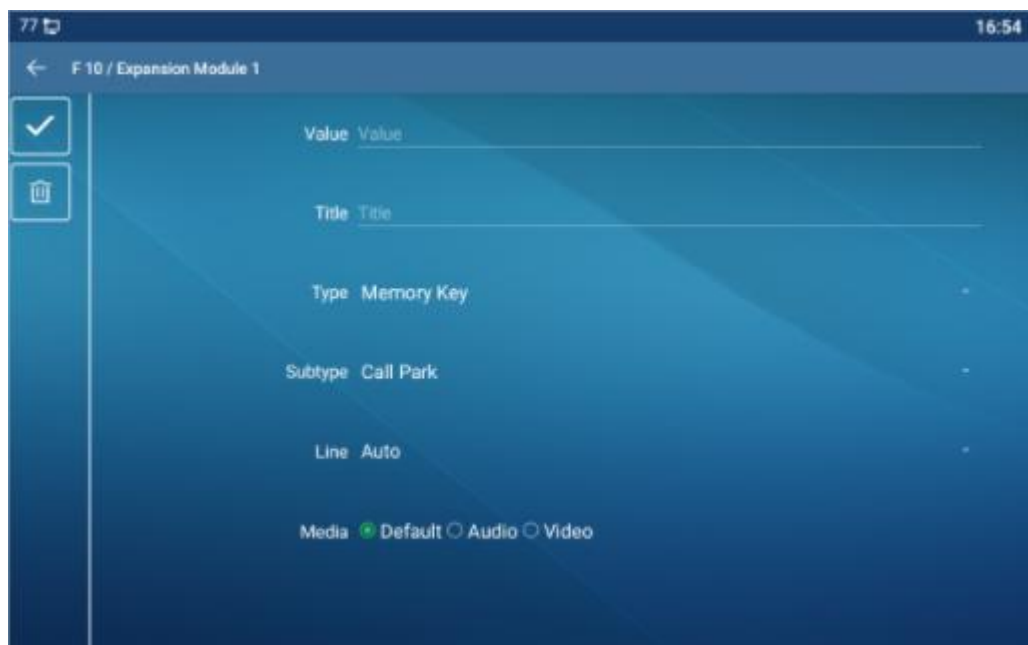 77 16:54
F 10 / Expansion Module 1
Value Value
Title Title
Type Memory Key
Subtype Call Park
Line Auto
Media Default Audio Video